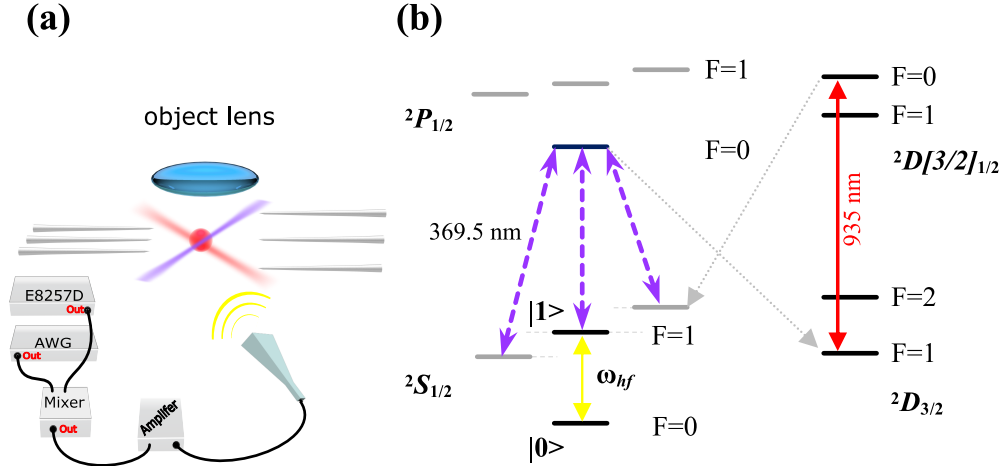 (a)
object lens
E8257D
Out
AWG
Out
Mixer
Out
Amplifer
(b)
F=1
²P₁/₂
F=0
369.5 nm
|1>
F=1
²S₁/₂
ωhf
|0>
F=0
F=0
F=1
²D[3/2]₁/₂
935 nm
F=2
F=1
²D₃/₂